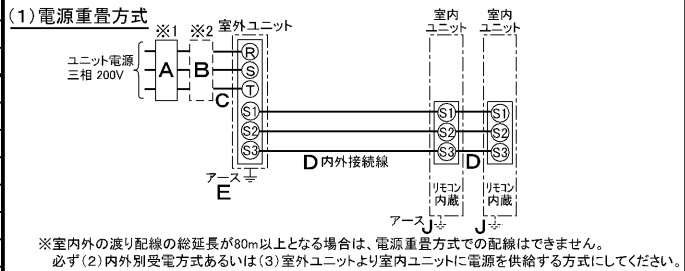 (1)電源重畳方式
※1 ※2 室外ユニット
室内
ユニット
室内
ユニット
ユニット電源
三相 200V
A B C
R
S
T
S1
S2
S3
S1
S2
S3
S1
S2
S3
D 内外接続線
D
アース
E
リモコン
内蔵
リモコン
内蔵
アース J J
※室内外の渡り配線の総延長が80m以上となる場合は、電源重畳方式での配線はできません。
必ず(2)内外別受電方式あるいは(3)室外ユニットより室内ユニットに電源を供給する方式にしてください。